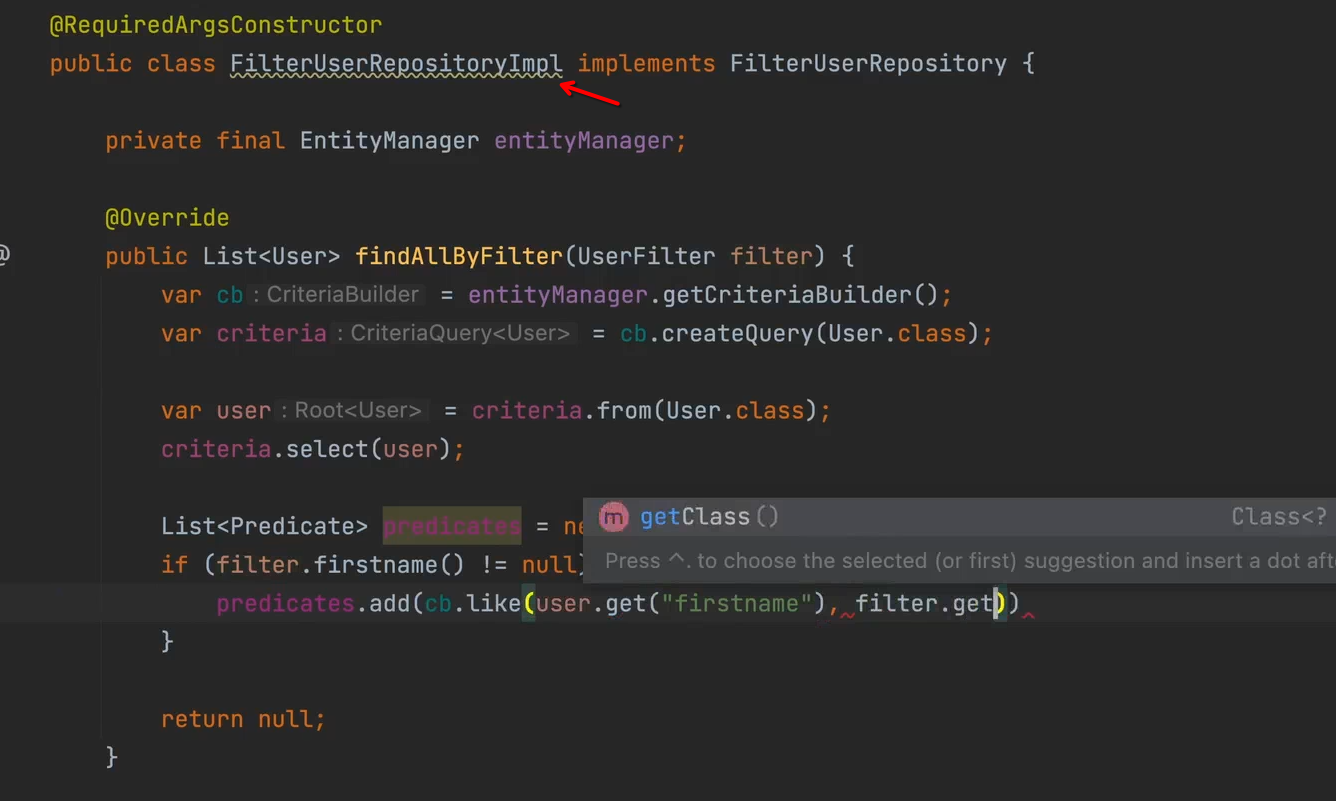 @RequiredArgsConstructor
public class FilterUserRepositoryImpl implements FilterUserRepository {
private final EntityManager entityManager;
@Override
@
public List<User> findAllByFilter(UserFilter filter) {
var cb : CriteriaBuilder = entityManager.getCriteriaBuilder();
var criteria : CriteriaQuery<User> = cb.createQuery(User.class);
var user : Root<User> = criteria.from(User.class);
criteria.select(user);
List<Predicate> predicates = ne
m getClass() Class<?
if (filter.firstname() != null)
Press ^. to choose the selected (or first) suggestion and insert a dot afte
predicates.add(cb.like(user.get("firstname"), filter.get))
}
return null;
}